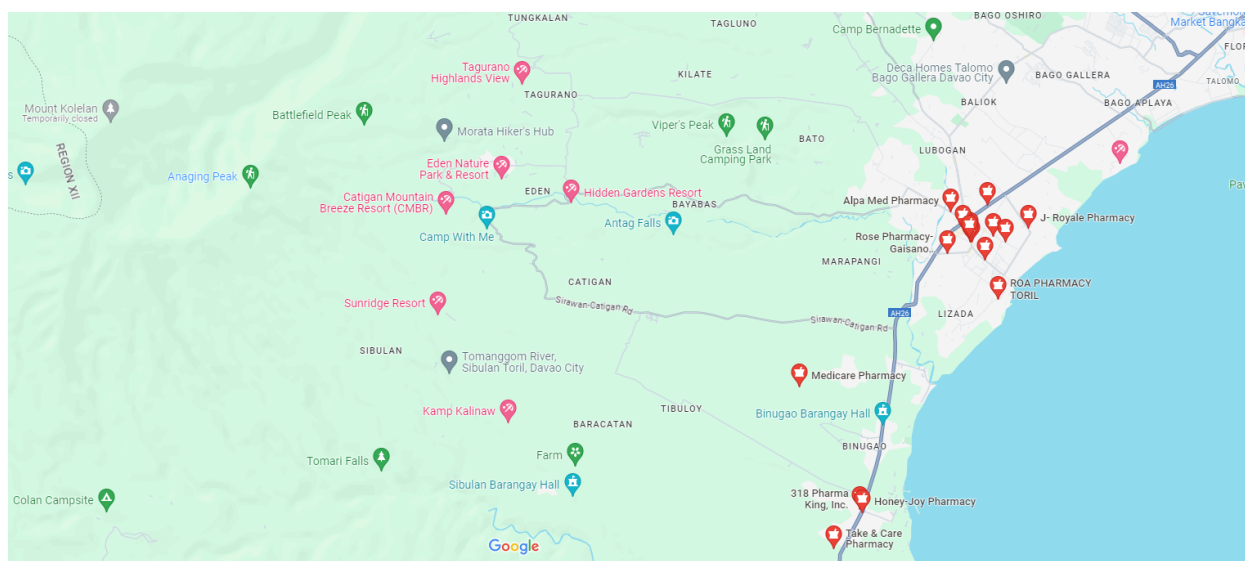 TUNGKALAN
TAGLUNO
BAGO OSHIRO
Market Bangka
Camp Bernadette
Tagurano
Highlands View
KILATE
Deca Homes Talomo
Bago Gallera Davao City
AH26
BAGO GALLERA
TALOMO
TAGURANO
BALIOK
BAGO APLAYA
Mount Kolelan
Temporarily closed
Battlefield Peak
Morata Hiker's Hub
Viper's Peak
Grass Land
Camping Park
BATO
LUBOGAN
REGION XII
Anaging Peak
Eden Nature
Park & Resort
EDEN
Hidden Gardens Resort
Catigan Mountain
Breeze Resort (CMBR)
BAYABAS
Alpa Med Pharmacy
J- Royale Pharmacy
Camp With Me
Antag Falls
Rose Pharmacy-
Gaisano...
MARAPANGI
CATIGAN
ROA PHARMACY
TORIL
Sunridge Resort
Sirawan-Catigan Rd
Sirawan-Catigan Rd
AH26
LIZADA
SIBULAN
Tomanggom River,
Sibulan Toril, Davao City
Medicare Pharmacy
Kamp Kalinaw
TIBULOY
Binugao Barangay Hall
BARACATAN
BINUGAO
Tomari Falls
Farm
Sibulan Barangay Hall
Colan Campsite
318 Pharma
King, Inc.
Honey-Joy Pharmacy
Take & Care
Pharmacy
Google